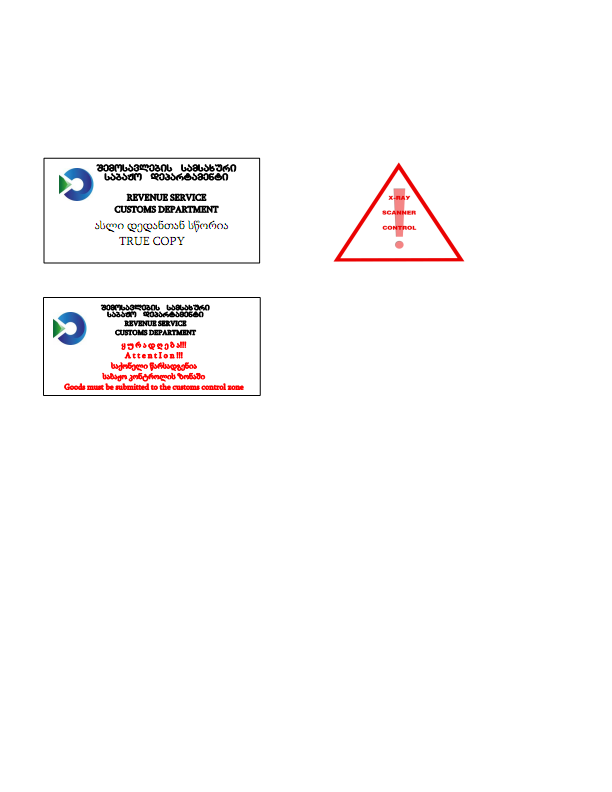 შემოსავლების სამსახური
საბაჟო დეპარტამენტი
REVENUE SERVICE
CUSTOMS DEPARTMENT
ასლი დედანთან სწორია
TRUE COPY
X-RAY
SCANNER
CONTROL
შემოსავლების სამსახური
საბაჟო დეპარტამენტი
REVENUE SERVICE
CUSTOMS DEPARTMENT
ყ უ რ ა დ ღ ე ბ ა!!!
A t t e n t I o n !!!
საქონელი წარსადგენია
საბაჟო კონტროლის ზონაში
Goods must be submitted to the customs control zone